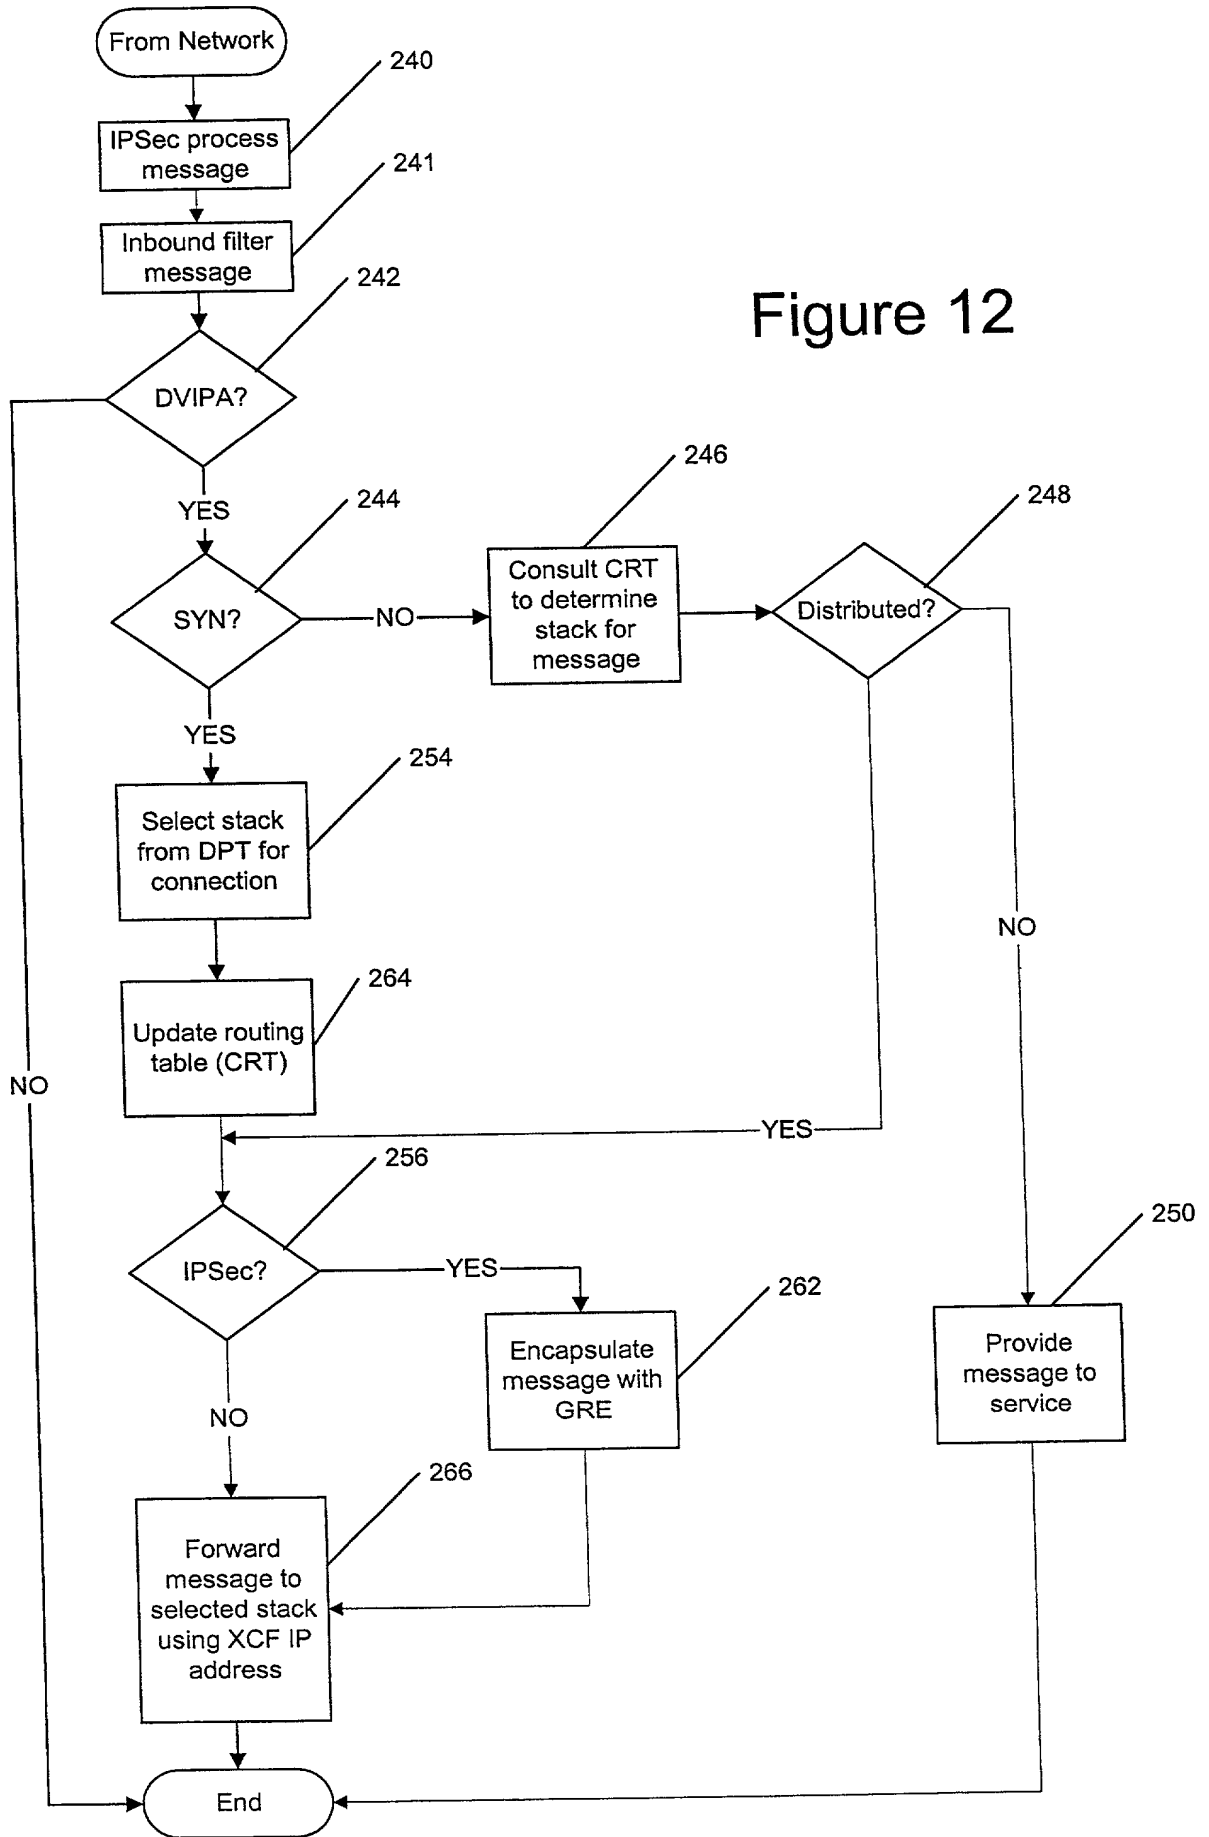 From Network
240
IPSec process
message
241
Inbound filter
message
242
Figure 12
DVIPA?
YES
244
246
248
SYN?
NO
Consult CRT
to determine
stack for
message
Distributed?
YES
254
Select stack
from DPT for
connection
NO
264
Update routing
table (CRT)
NO
YES
256
250
IPSec?
YES
262
Encapsulate
message with
GRE
Provide
message to
service
NO
266
Forward
message to
selected stack
using XCF IP
address
End